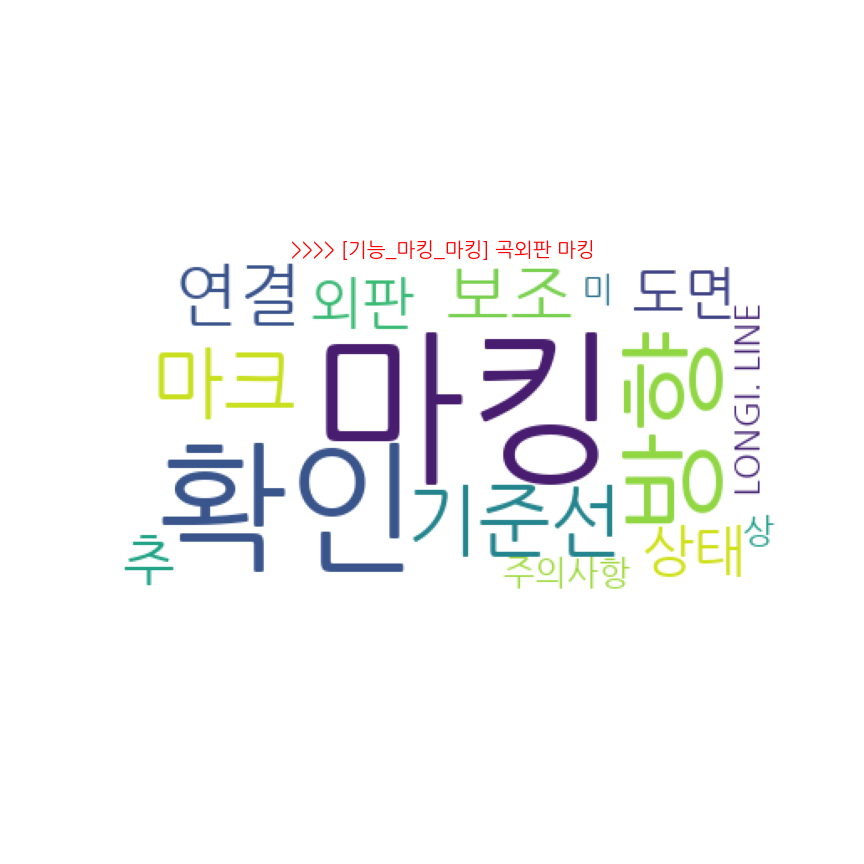 >>>> [기능_마킹_마킹] 곡외판 마킹
연결
외판
보조
미
도면
마크
마킹
방향
LONGI. LINE
확인
기준선
추
주의사항
상태
상